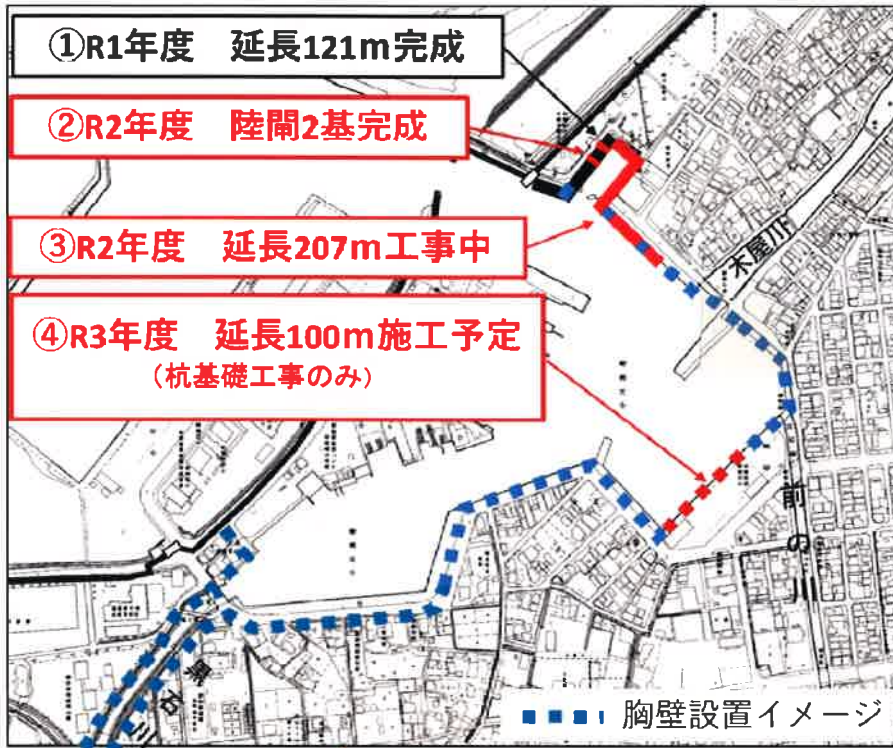 ①R1年度　延長121m完成
②R2年度　陸閘2基完成
③R2年度　延長207m工事中
④R3年度　延長100m施工予定
（杭基礎工事のみ）
木屋川
前の川
黒石川
胸壁設置イメージ